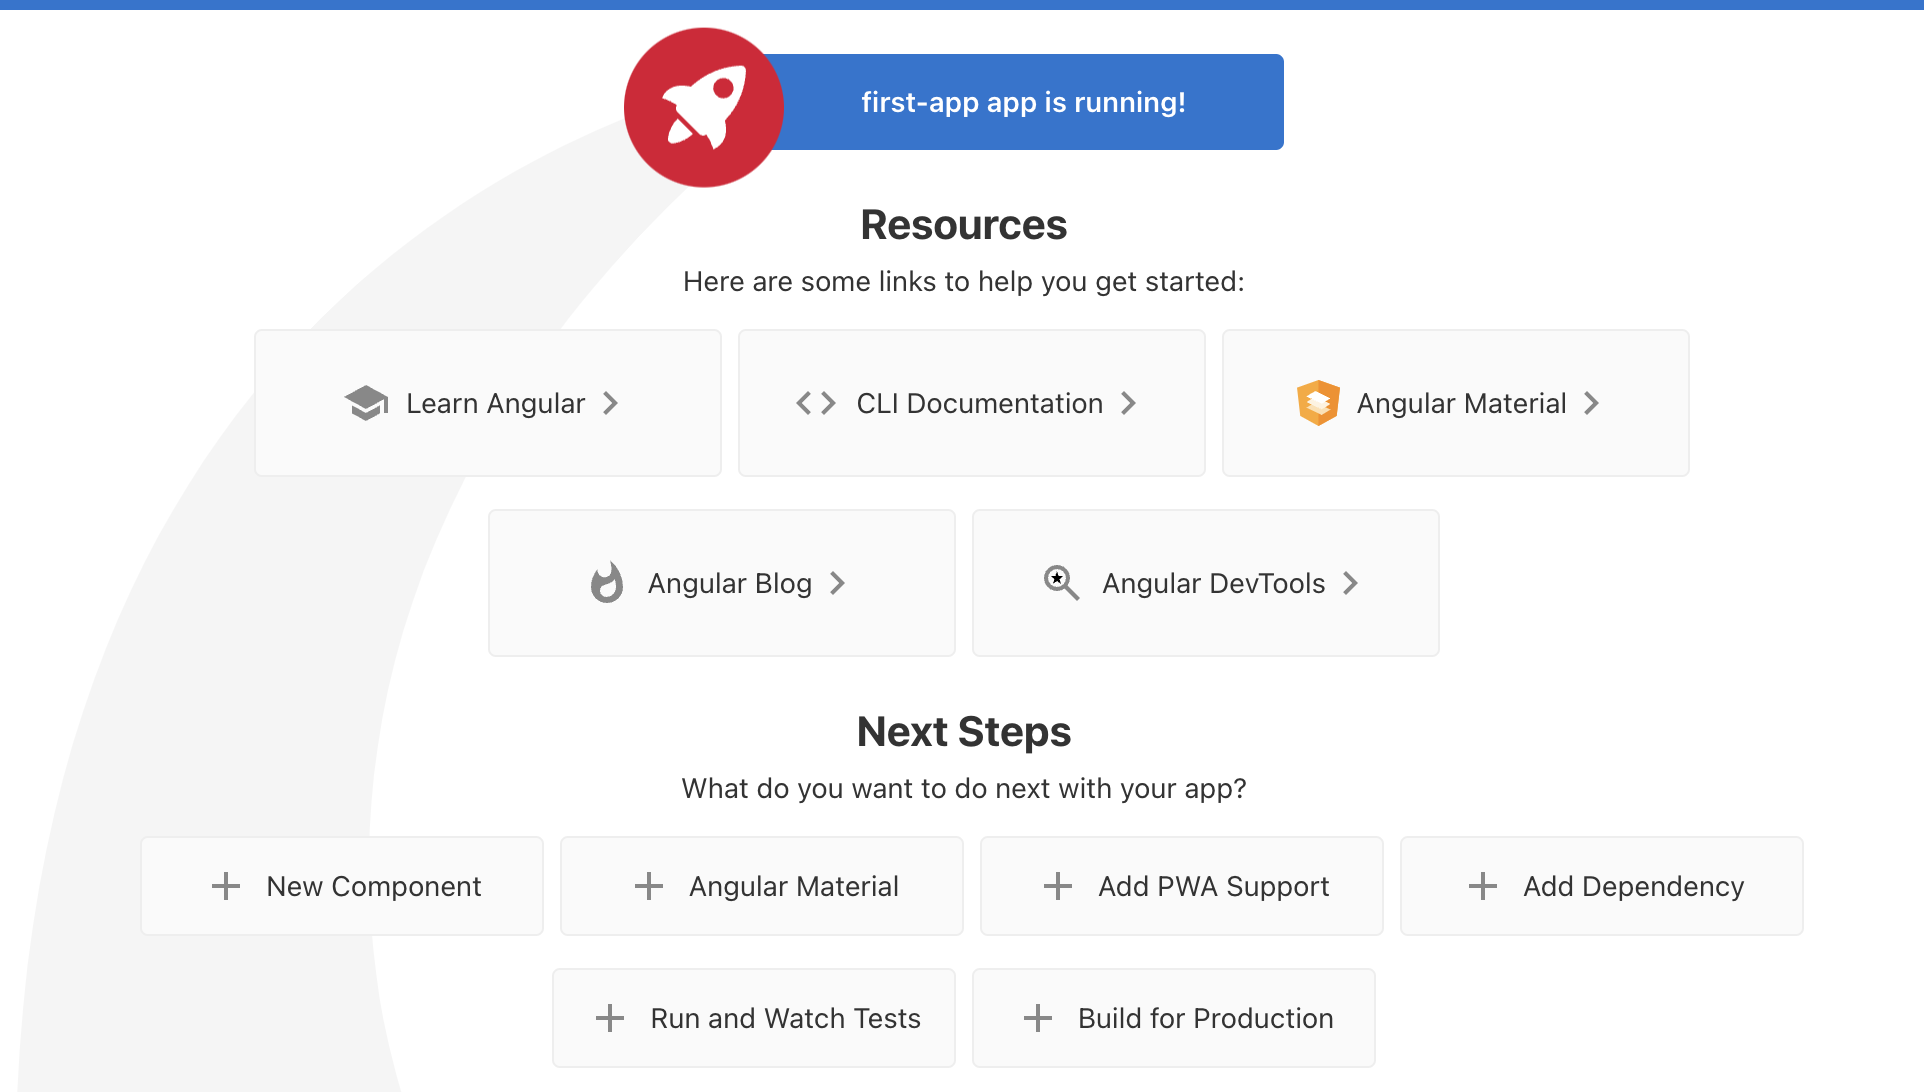 first-app app is running!
Resources
Here are some links to help you get started:
Learn Angular
CLI Documentation
Angular Material
Angular Blog
Angular DevTools
Next Steps
What do you want to do next with your app?
New Component
Angular Material
Add PWA Support
Add Dependency
Run and Watch Tests
Build for Production